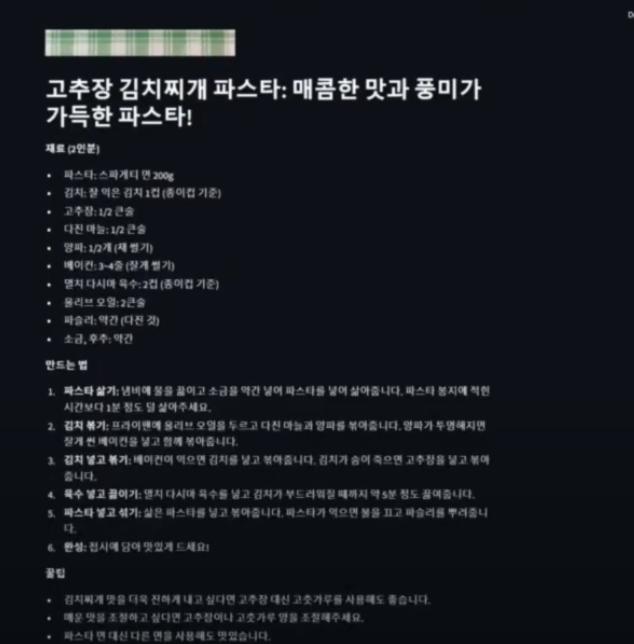 고추장 김치찌개 파스타: 매콤한 맛과 풍미가
가득한 파스타!
재료 (2인분)
• 파스타: 스파게티 면 200g
• 김치: 잘 익은 김치 1컵 (종이컵 기준)
• 고추장: 1/2 큰술
• 다진 마늘: 1/2 큰술
• 양파: 1/2개 (채 썰기)
• 베이컨: 3~4줄 (잘게 썰기)
• 멸치 다시마 육수: 2컵 (종이컵 기준)
• 올리브 오일: 2큰술
• 파슬리: 약간 (다진 것)
• 소금, 후추: 약간
만드는 법
1. 파스타 삶기: 냄비에 물을 끓이고 소금을 약간 넣어 파스타를 넣어 삶아줍니다. 파스타 봉지에 적힌
시간보다 1분 정도 덜 삶아주세요.
2. 김치 볶기: 프라이팬에 올리브 오일을 두르고 다진 마늘과 양파를 볶아줍니다. 양파가 투명해지면
잘게 썬 베이컨을 넣고 함께 볶아줍니다.
3. 김치 넣고 볶기: 베이컨이 익으면 김치를 넣고 볶아줍니다. 김치가 숨이 죽으면 고추장을 넣고 볶아
줍니다.
4. 육수 넣고 끓이기: 멸치 다시마 육수를 넣고 김치가 부드러워질 때까지 약 5분 정도 끓여줍니다.
5. 파스타 넣고 섞기: 삶은 파스타를 넣고 볶아줍니다. 파스타가 익으면 불을 끄고 파슬리를 뿌려줍니
다.
6. 완성: 접시에 담아 맛있게 드세요!
꿀팁
• 김치찌개 맛을 더욱 진하게 내고 싶다면 고추장 대신 고춧가루를 사용해도 좋습니다.
• 매운 맛을 조절하고 싶다면 고추장이나 고춧가루 양을 조절해주세요.
• 파스타 면 대신 다른 면을 사용해도 맛있습니다.